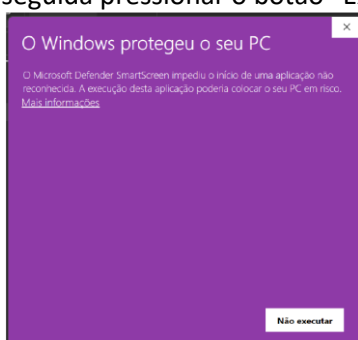 seguida pressionar o botão
O Windows protegeu o seu PC
O Microsoft Defender SmartScreen impediu o início de uma aplicação não
reconhecida. A execução desta aplicação poderia colocar o seu PC em risco.
Mais informações
Não executar